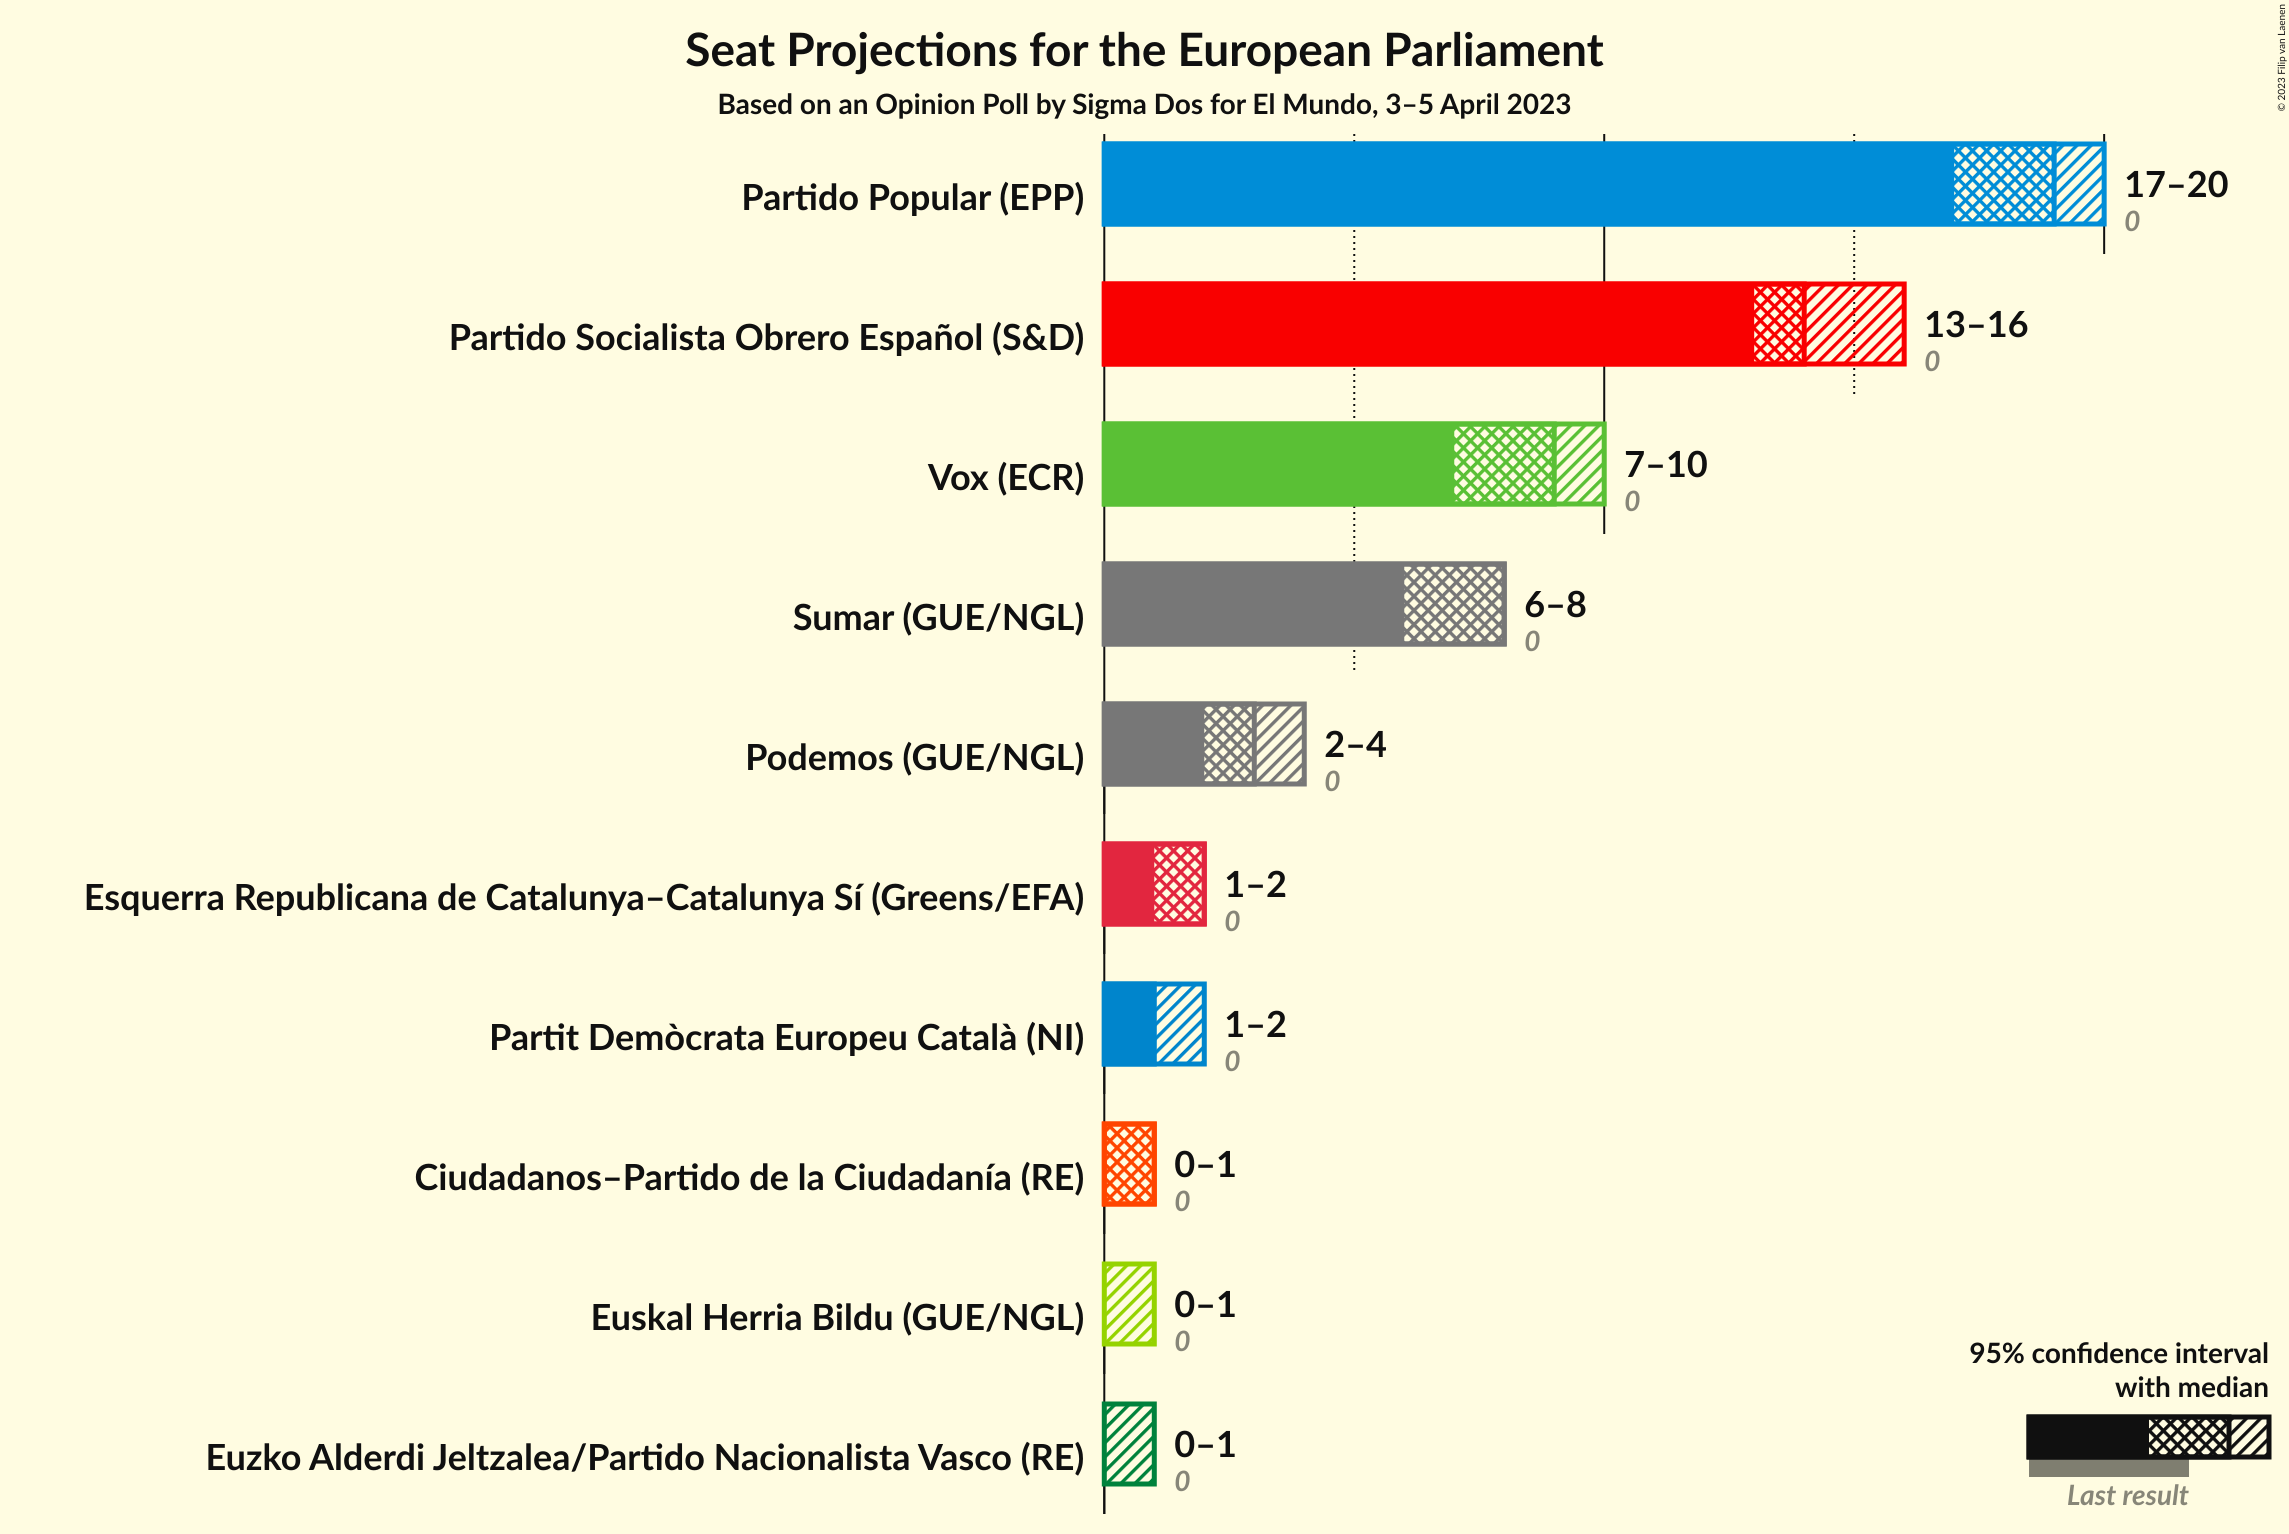 Seat Projections for the European Parliament
Based on an Opinion Poll by Sigma Dos for El Mundo, 3–5 April 2023
© 2023 Filip van Laenen
Partido Popular (EPP)
17–20
0
Partido Socialista Obrero Español (S&D)
13–16
0
Vox (ECR)
7–10
0
Sumar (GUE/NGL)
6–8
0
Podemos (GUE/NGL)
2–4
0
Esquerra Republicana de Catalunya–Catalunya Sí (Greens/EFA)
1–2
0
Partit Demòcrata Europeu Català (NI)
1–2
0
Ciudadanos–Partido de la Ciudadanía (RE)
0–1
0
Euskal Herria Bildu (GUE/NGL)
0–1
0
Euzko Alderdi Jeltzalea/Partido Nacionalista Vasco (RE)
0–1
0
95% confidence interval
with median
Last result